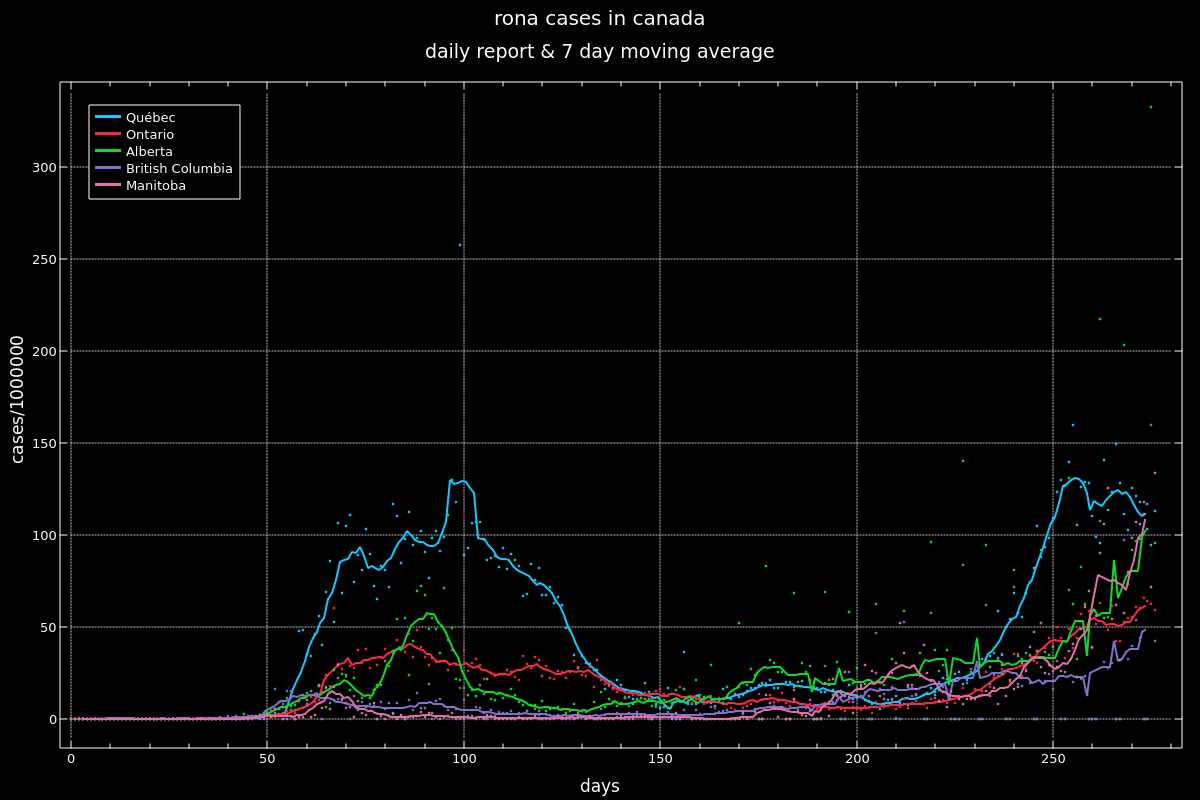 rona cases in canada
daily report & 7 day moving average
Québec
Ontario
Alberta
British Columbia
Manitoba
300
250
200
150
100
50
0
cases/1000000
0 50 100 150 200 250
days